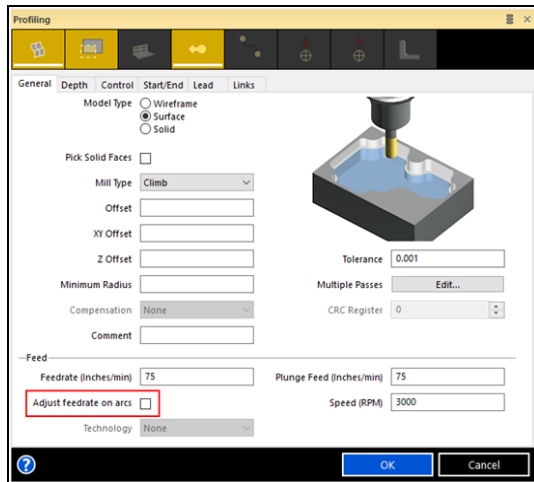 Profiling
General Depth Control Start/End Lead Links
Model Type Wireframe
Surface
Solid
Pick Solid Faces
Mill Type Climb
Offset
XY Offset
Z Offset Tolerance 0.001
Minimum Radius Multiple Passes Edit...
Compensation None CRC Register 0
Comment
Feed
Feedrate (Inches/min) 75 Plunge Feed (Inches/min) 75
Adjust feedrate on arcs Speed (RPM) 3000
Technology None
? OK Cancel